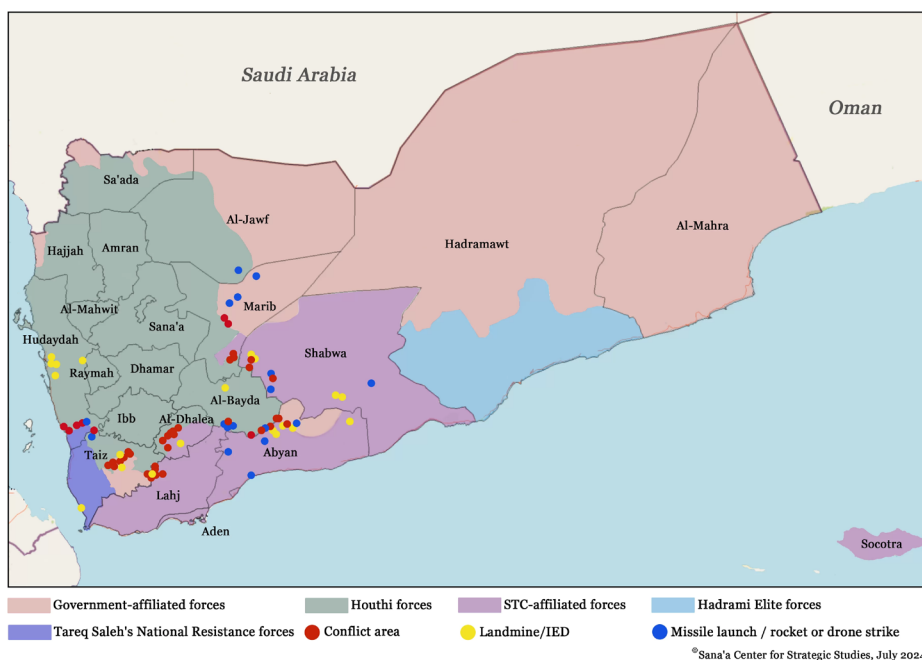 Saudi Arabia
Oman
Sa'ada
Al-Jawf
Al-Mahra
Hajjah
Amran
Hadramawt
Marib
Al-Mahwit
Sana'a
Hudaydah
Shabwa
Raymah
Dhamar
Al-Bayda
Ibb
Al-Dhalea
Taiz
Abyan
Lahj
Aden
Socotra
Government-affiliated forces
Houthi forces
STC-affiliated forces
Hadrami Elite forces
Tareq Saleh's National Resistance forces
Conflict area
Landmine/IED
Missile launch / rocket or drone strike
©Sana'a Center for Strategic Studies, July 2024